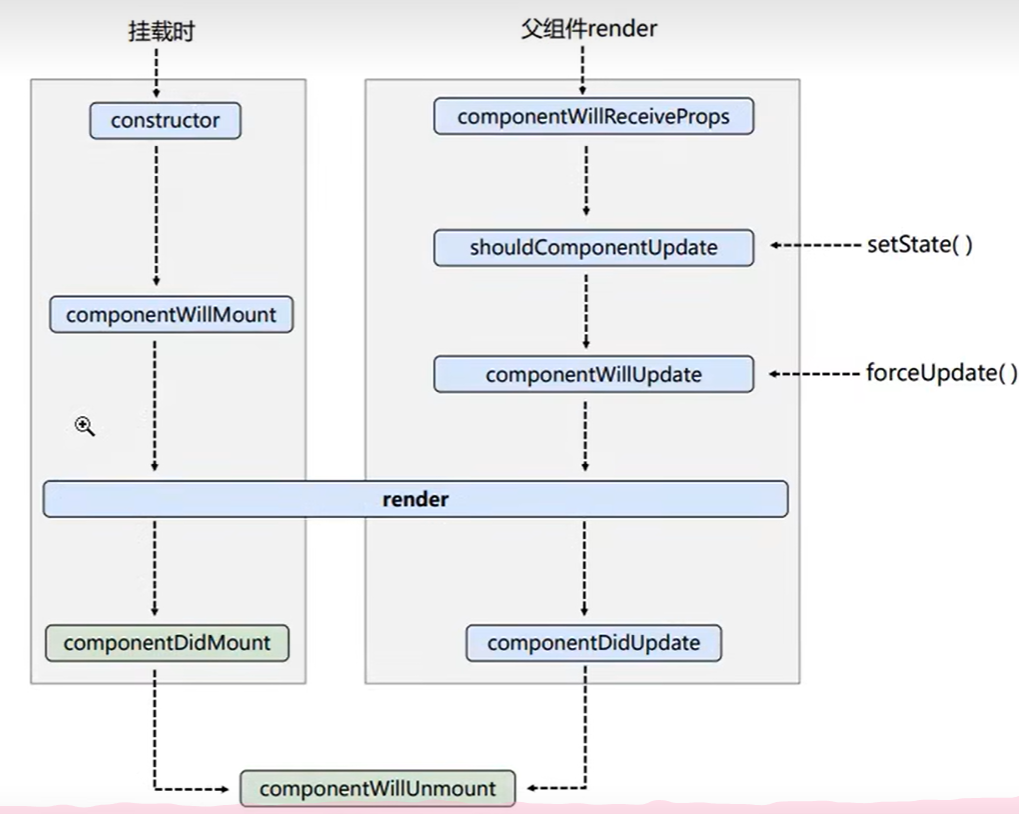 挂载时
父组件render
constructor
componentWillReceiveProps
shouldComponentUpdate
setState( )
componentWillMount
componentWillUpdate
forceUpdate( )
render
componentDidMount
componentDidUpdate
componentWillUnmount